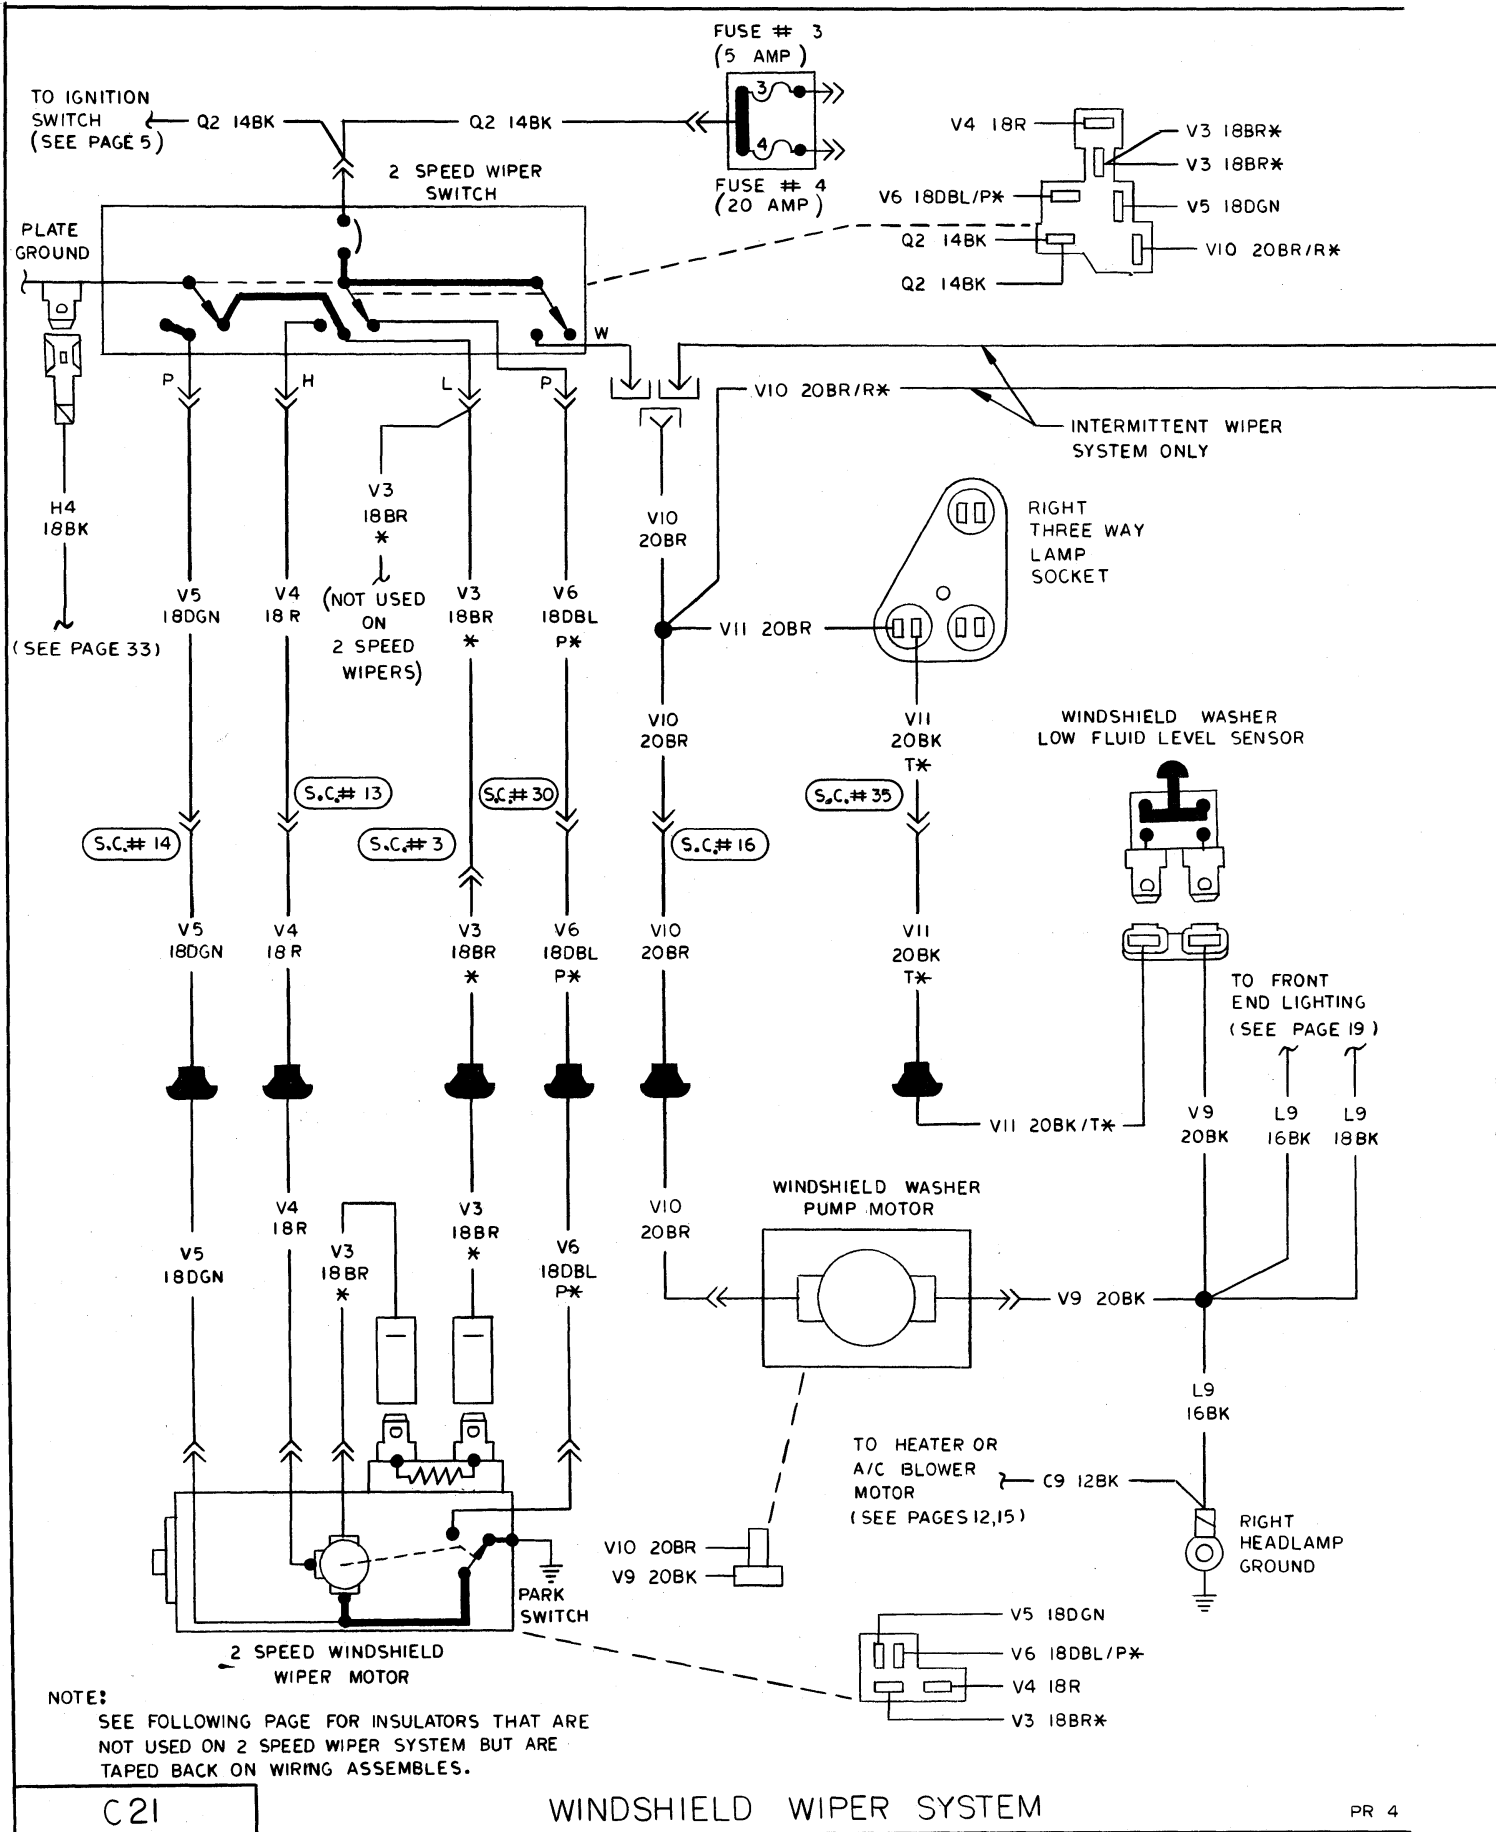 FUSE # 3
(5 AMP)
3
4
FUSE # 4
(20 AMP)
TO IGNITION
SWITCH
(SEE PAGE 5)
Q2 14BK
Q2 14BK
2 SPEED WIPER
SWITCH
PLATE
GROUND
V4 18R
V3 18BR*
V3 18BR*
V6 18DBL/P*
V5 18DGN
Q2 14BK
V10 20BR/R*
Q2 14BK
W
P
H
L
P
V10 20BR/R*
INTERMITTENT WIPER
SYSTEM ONLY
H4
18BK
(SEE PAGE 33)
V3
18BR
*
(NOT USED
ON
2 SPEED
WIPERS)
V10
20BR
RIGHT
THREE WAY
LAMP
SOCKET
V5
18DGN
V4
18R
V3
18BR
*
V6
18DBL
P*
V11 20BR
V10
20BR
V11
20BK
T*
WINDSHIELD WASHER
LOW FLUID LEVEL SENSOR
S.C.# 13
S.C.# 30
S.C.# 35
S.C.# 14
S.C.# 3
S.C.# 16
V5
18DGN
V4
18R
V3
18BR
*
V6
18DBL
P*
V10
20BR
V11
20BK
T*
TO FRONT
END LIGHTING
(SEE PAGE 19)
V11 20BK/T*
V9
20BK
L9
16BK
L9
18BK
WINDSHIELD WASHER
PUMP MOTOR
V5
18DGN
V4
18R
V3
18BR
*
V3
18BR
*
V6
18DBL
P*
V10
20BR
V9 20BK
L9
16BK
TO HEATER OR
A/C BLOWER
MOTOR
(SEE PAGES 12,15)
C9 12BK
RIGHT
HEADLAMP
GROUND
V10 20BR
V9 20BK
PARK
SWITCH
V5 18DGN
V6 18DBL/P*
V4 18R
V3 18BR*
2 SPEED WINDSHIELD
WIPER MOTOR
NOTE:
SEE FOLLOWING PAGE FOR INSULATORS THAT ARE
NOT USED ON 2 SPEED WIPER SYSTEM BUT ARE
TAPED BACK ON WIRING ASSEMBLES.
C21
WINDSHIELD WIPER SYSTEM
PR 4